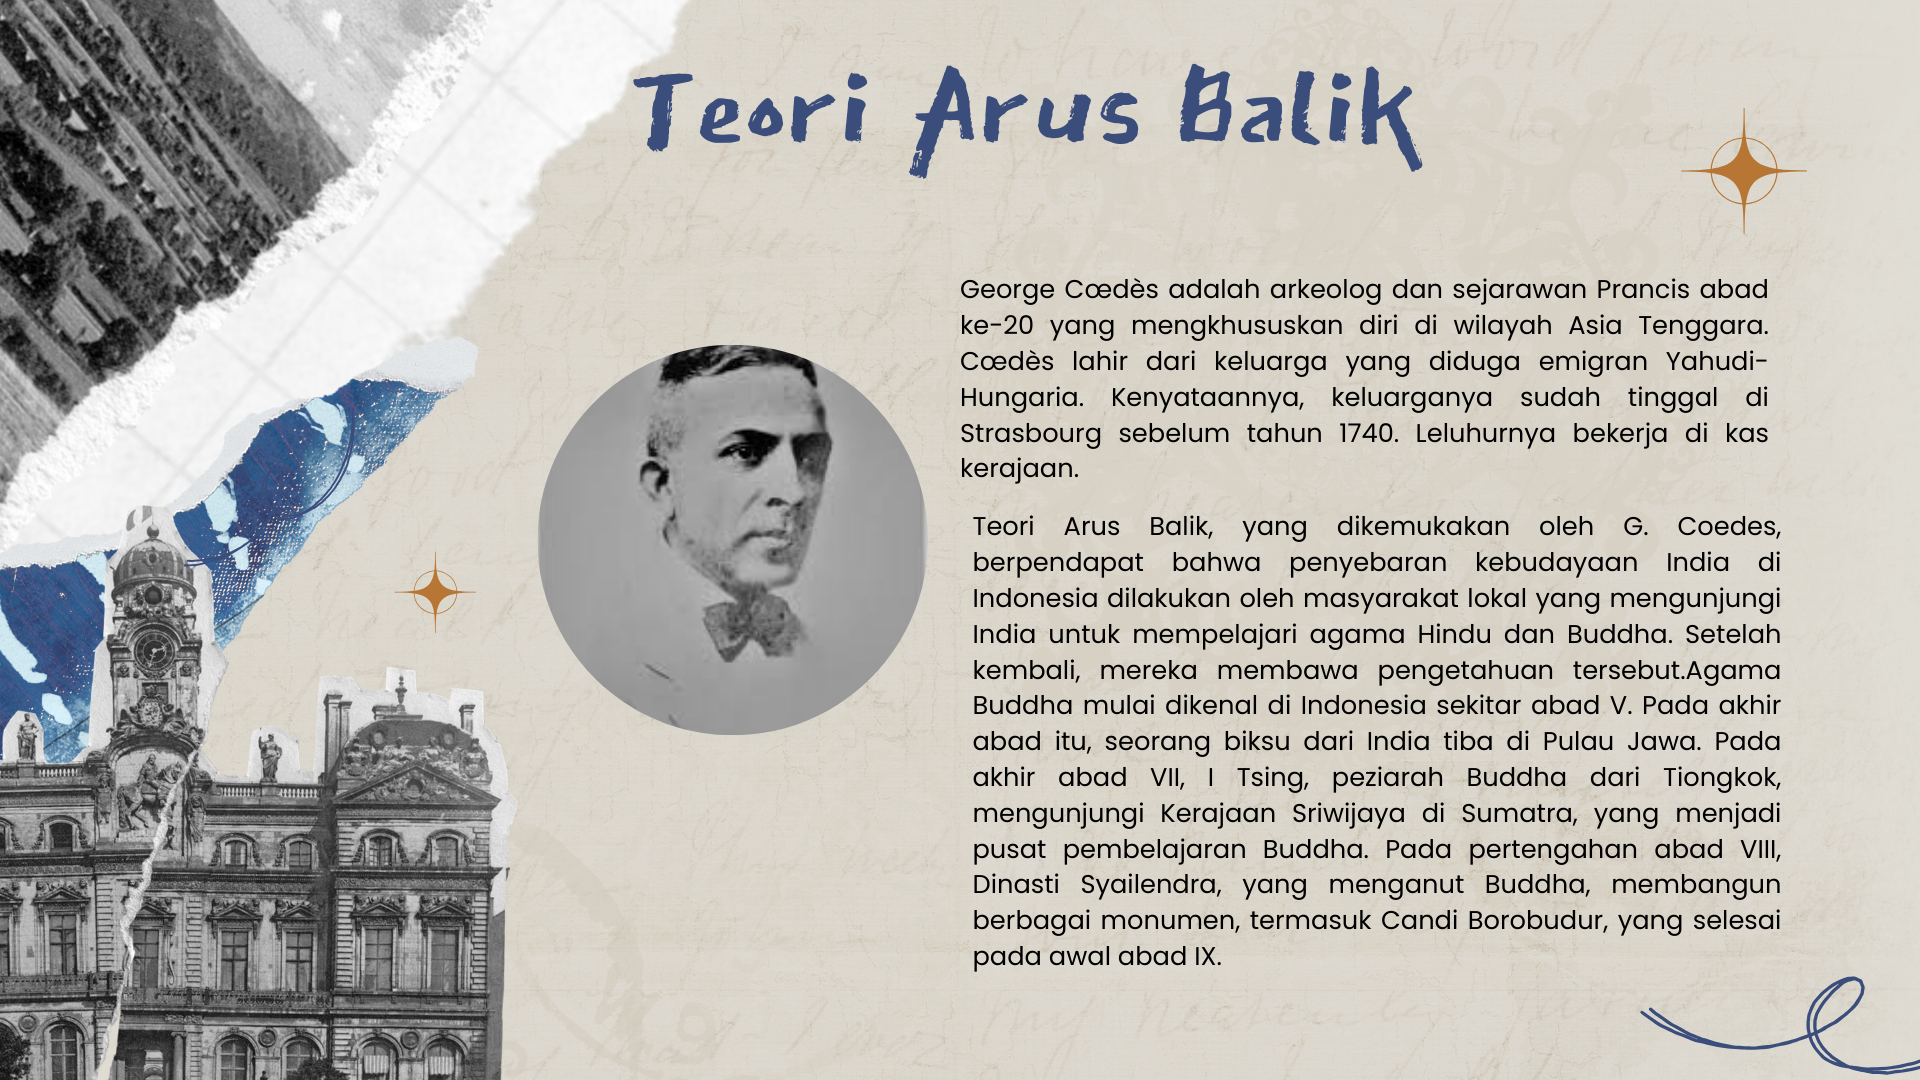 Teori Arus Balik
George Cœdès adalah arkeolog dan sejarawan Prancis abad
ke-20 yang mengkhususkan diri di wilayah Asia Tenggara.
Cœdès lahir dari keluarga yang diduga emigran Yahudi-
Hungaria. Kenyataannya, keluarganya sudah tinggal di
Strasbourg sebelum tahun 1740. Leluhurnya bekerja di kas
kerajaan.
Teori Arus Balik, yang dikemukakan oleh G. Coedes,
berpendapat bahwa penyebaran kebudayaan India di
Indonesia dilakukan oleh masyarakat lokal yang mengunjungi
India untuk mempelajari agama Hindu dan Buddha. Setelah
kembali, mereka membawa pengetahuan tersebut.Agama
Buddha mulai dikenal di Indonesia sekitar abad V. Pada akhir
abad itu, seorang biksu dari India tiba di Pulau Jawa. Pada
akhir abad VII, I Tsing, peziarah Buddha dari Tiongkok,
mengunjungi Kerajaan Sriwijaya di Sumatra, yang menjadi
pusat pembelajaran Buddha. Pada pertengahan abad VIII,
Dinasti Syailendra, yang menganut Buddha, membangun
berbagai monumen, termasuk Candi Borobudur, yang selesai
pada awal abad IX.